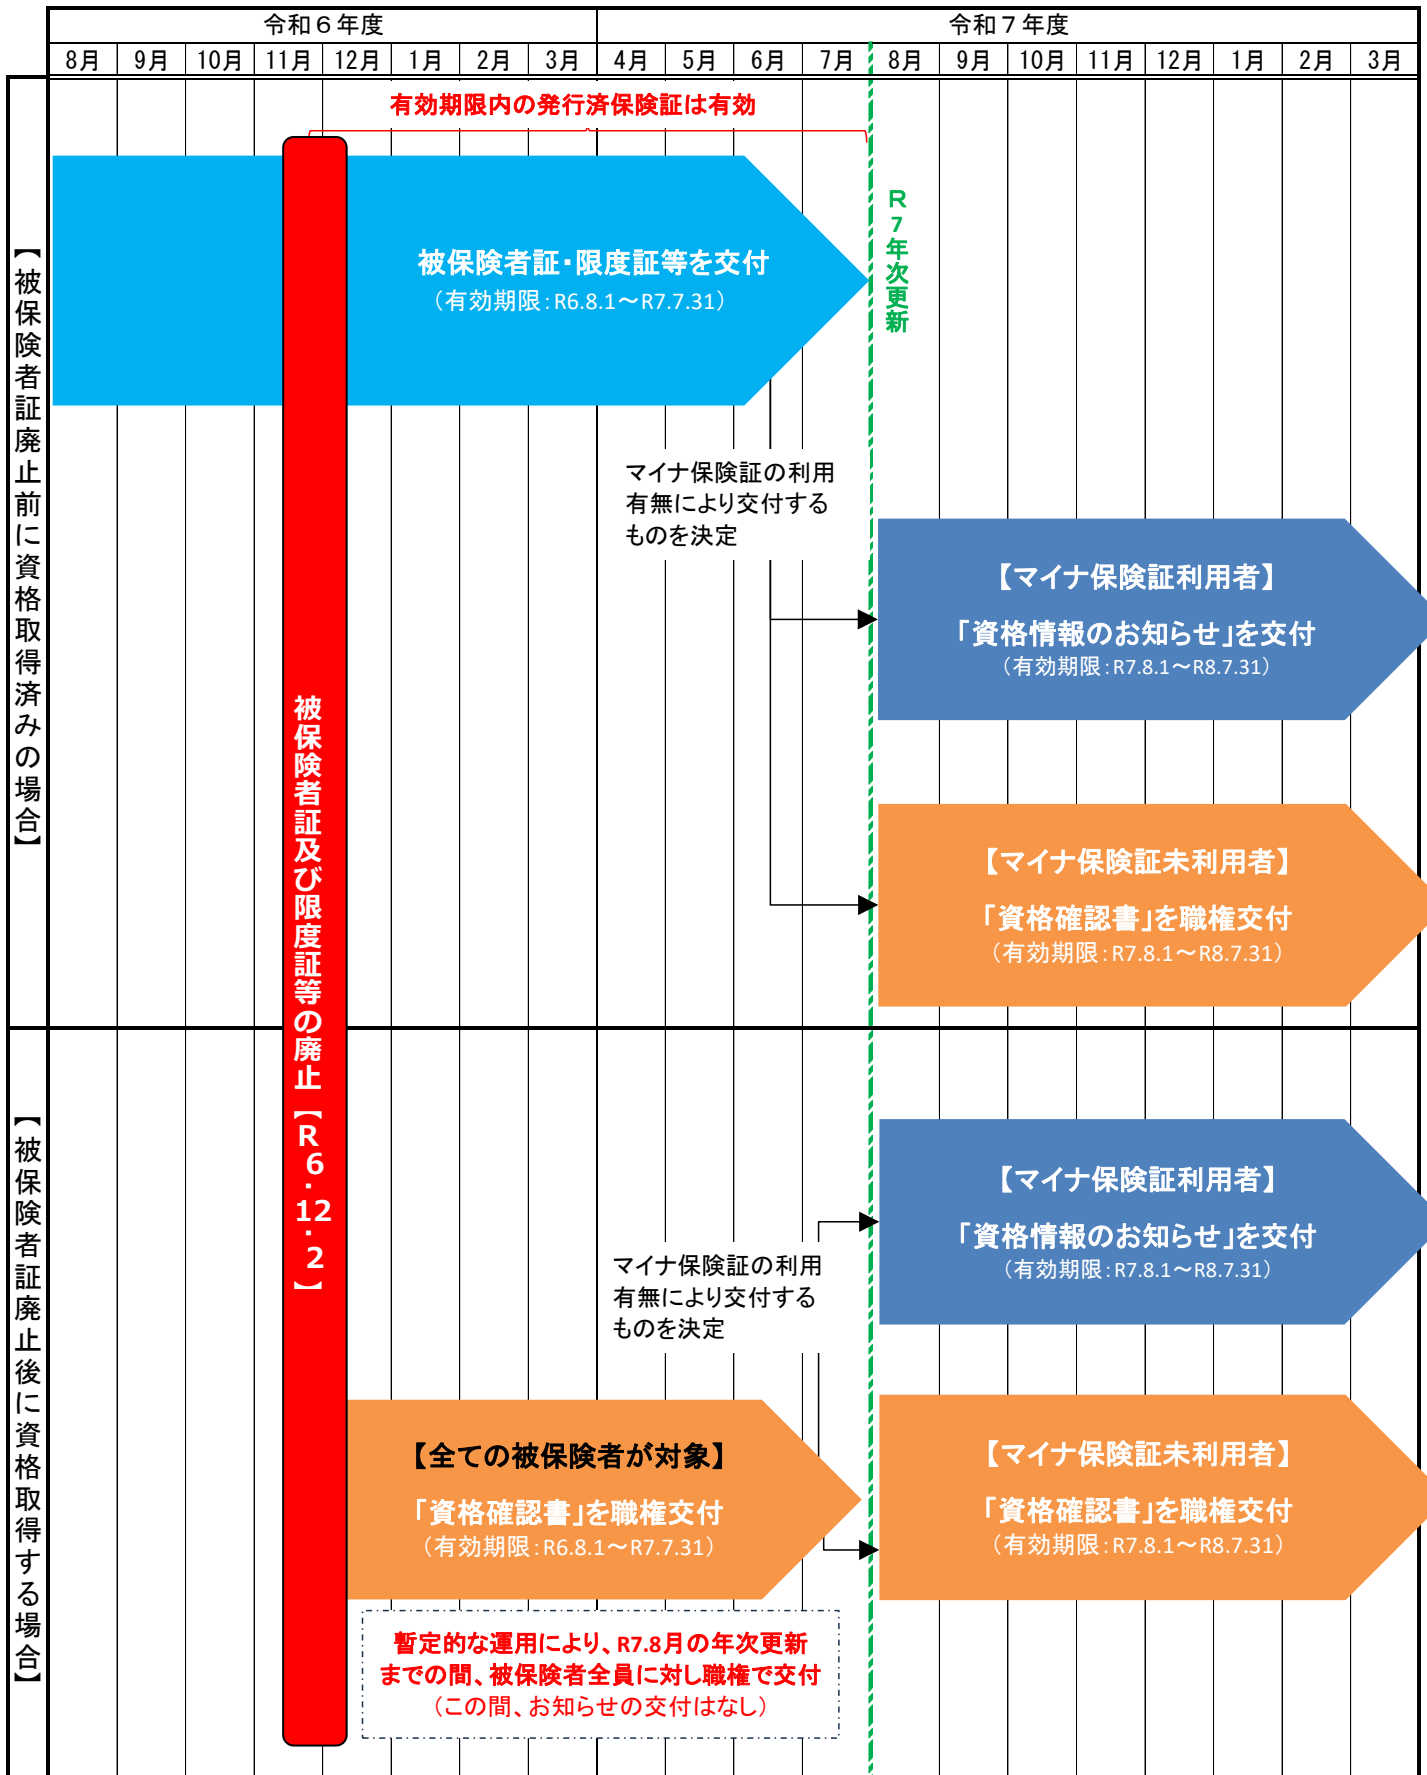 令和６年度
令和７年度
8月 9月 10月 11月 12月 1月 2月 3月 4月 5月 6月 7月 8月 9月 10月 11月 12月 1月 2月 3月
【被保険者証廃止前に資格取得済みの場合】
有効期限内の発行済保険証は有効
被保険者証・限度証等を交付
（有効期限：R6.8.1～R7.7.31）
Ｒ７年次更新
マイナ保険証の利用
有無により交付する
ものを決定
【マイナ保険証利用者】
「資格情報のお知らせ」を交付
（有効期限：R7.8.1～R8.7.31）
被保険者証及び限度証等の廃止【R6・12・2】
【マイナ保険証未利用者】
「資格確認書」を職権交付
（有効期限：R7.8.1～R8.7.31）
【被保険者証廃止後に資格取得する場合】
【マイナ保険証利用者】
「資格情報のお知らせ」を交付
（有効期限：R7.8.1～R8.7.31）
マイナ保険証の利用
有無により交付する
ものを決定
【全ての被保険者が対象】
「資格確認書」を職権交付
（有効期限：R6.8.1～R7.7.31）
【マイナ保険証未利用者】
「資格確認書」を職権交付
（有効期限：R7.8.1～R8.7.31）
暫定的な運用により、R7.8月の年次更新
までの間、被保険者全員に対し職権で交付
（この間、お知らせの交付はなし）